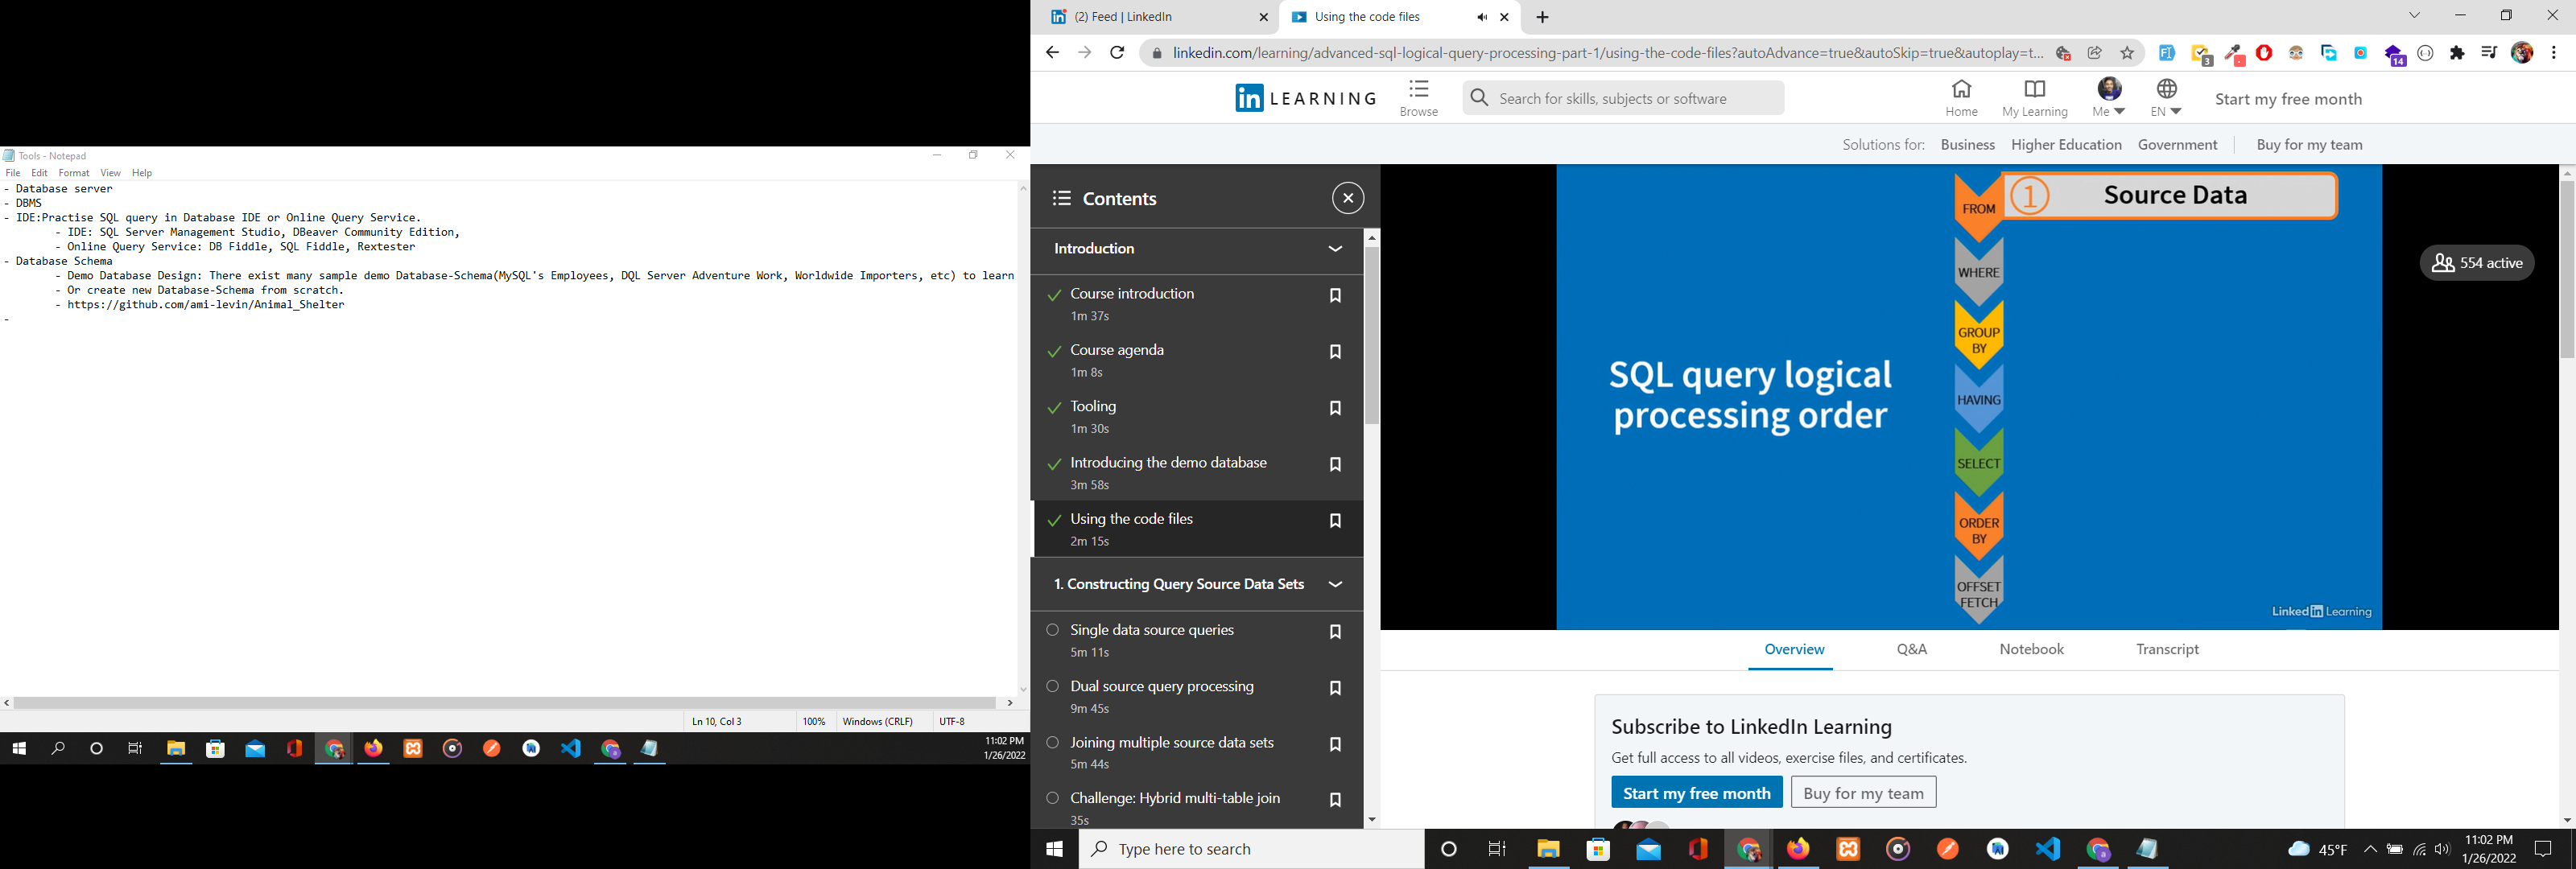 Tools - Notepad
File Edit Format View Help
- Database server
- DBMS
- IDE:Practise SQL query in Database IDE or Online Query Service.
- IDE: SQL Server Management Studio, DBeaver Community Edition,
- Online Query Service: DB Fiddle, SQL Fiddle, Rextester
- Database Schema
- Demo Database Design: There exist many sample demo Database-Schema(MySQL's Employees, DQL Server Adventure Work, Worldwide Importers, etc) to learn
- Or create new Database-Schema from scratch.
- https://github.com/ami-levin/Animal_Shelter
-
Ln 10, Col 3 100% Windows (CRLF) UTF-8
11:02 PM
1/26/2022
(2) Feed | LinkedIn
Using the code files
linkedin.com/learning/advanced-sql-logical-query-processing-part-1/using-the-code-files?autoAdvance=true&autoSkip=true&autoplay=t...
3
14
in LEARNING
Browse
Search for skills, subjects or software
Home
My Learning
Me
EN
Start my free month
Solutions for: Business Higher Education Government Buy for my team
Contents
Introduction
Course introduction
1m 37s
Course agenda
1m 8s
Tooling
1m 30s
Introducing the demo database
3m 58s
Using the code files
2m 15s
1. Constructing Query Source Data Sets
Single data source queries
5m 11s
Dual source query processing
9m 45s
Joining multiple source data sets
5m 44s
Challenge: Hybrid multi-table join
35s
SQL query logical
processing order
FROM
1 Source Data
WHERE
GROUP
BY
HAVING
SELECT
ORDER
BY
OFFSET
FETCH
554 active
Linked in Learning
Overview Q&A Notebook Transcript
Subscribe to LinkedIn Learning
Get full access to all videos, exercise files, and certificates.
Start my free month
Buy for my team
Type here to search
45°F
11:02 PM
1/26/2022